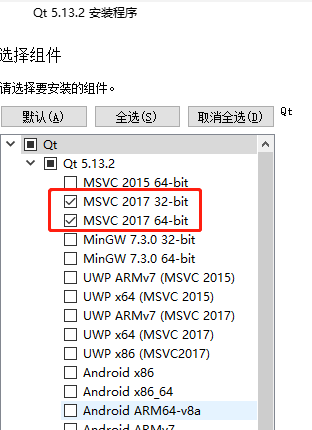 Qt 5.13.2 安装程序
选择组件
请选择要安装的组件。
默认(A) 全选(S) 取消全选(D) Qt
Qt
Qt 5.13.2
MSVC 2015 64-bit
MSVC 2017 32-bit
MSVC 2017 64-bit
MinGW 7.3.0 32-bit
MinGW 7.3.0 64-bit
UWP ARMv7 (MSVC 2015)
UWP x64 (MSVC 2015)
UWP ARMv7 (MSVC 2017)
UWP x64 (MSVC 2017)
UWP x86 (MSVC2017)
Android x86
Android x86_64
Android ARM64-v8a
Android ARMv7